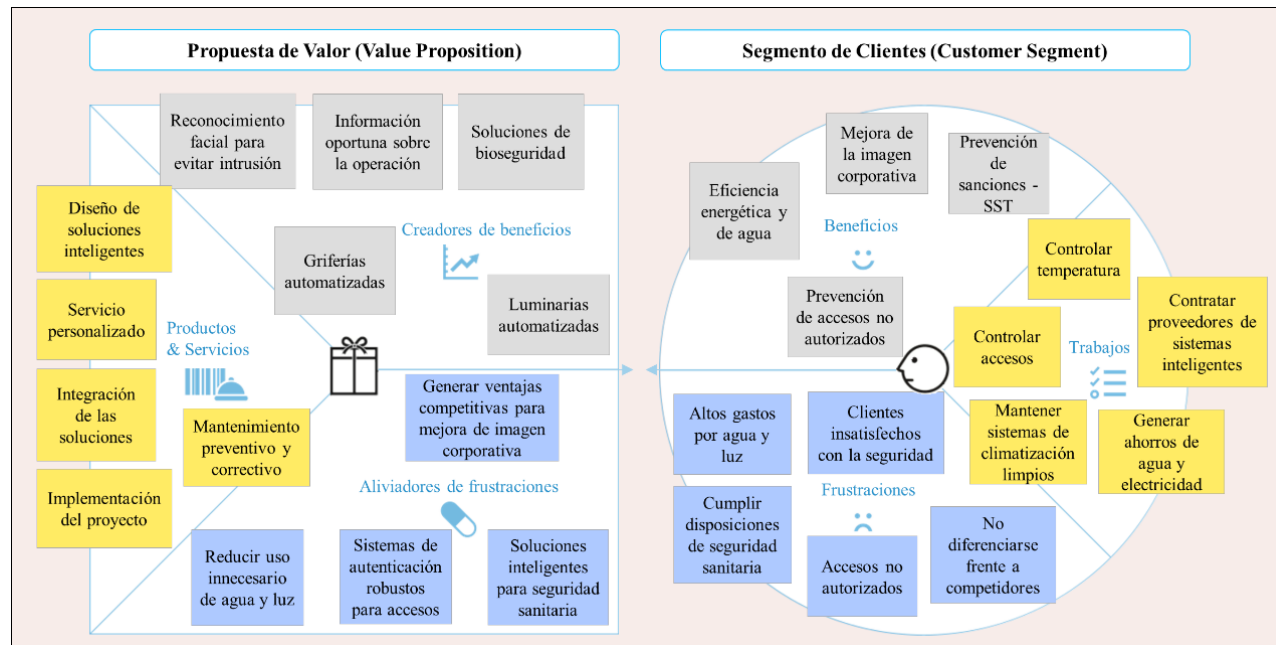 Propuesta de Valor (Value Proposition)
Segmento de Clientes (Customer Segment)
Reconocimiento
facial para
evitar intrusión
Información
oportuna sobre
la operación
Soluciones de
bioseguridad
Diseño de
soluciones
inteligentes
Griferías
automatizadas
Creadores de beneficios
Luminarias
automatizadas
Servicio
personalizado
Productos
& Servicios
Integración
de las
soluciones
Mantenimiento
preventivo y
correctivo
Implementación
del proyecto
Generar ventajas
competitivas para
mejora de imagen
corporativa
Aliviadores de frustraciones
Reducir uso
innecesario
de agua y luz
Sistemas de
autenticación
robustos
para accesos
Soluciones
inteligentes
para seguridad
sanitaria
Mejora de
la imagen
corporativa
Prevención
de
sanciones -
SST
Eficiencia
energética y
de agua
Beneficios
Prevención
de accesos no
autorizados
Controlar
temperatura
Contratar
proveedores de
sistemas
inteligentes
Controlar
accesos
Trabajos
Mantener
sistemas de
climatización
limpios
Generar
ahorros de
agua y
electricidad
Altos gastos
por agua y
luz
Clientes
insatisfechos
con la seguridad
Frustraciones
Cumplir
disposiciones
de seguridad
sanitaria
Accesos no
autorizados
No
diferenciarse
frente a
competidores